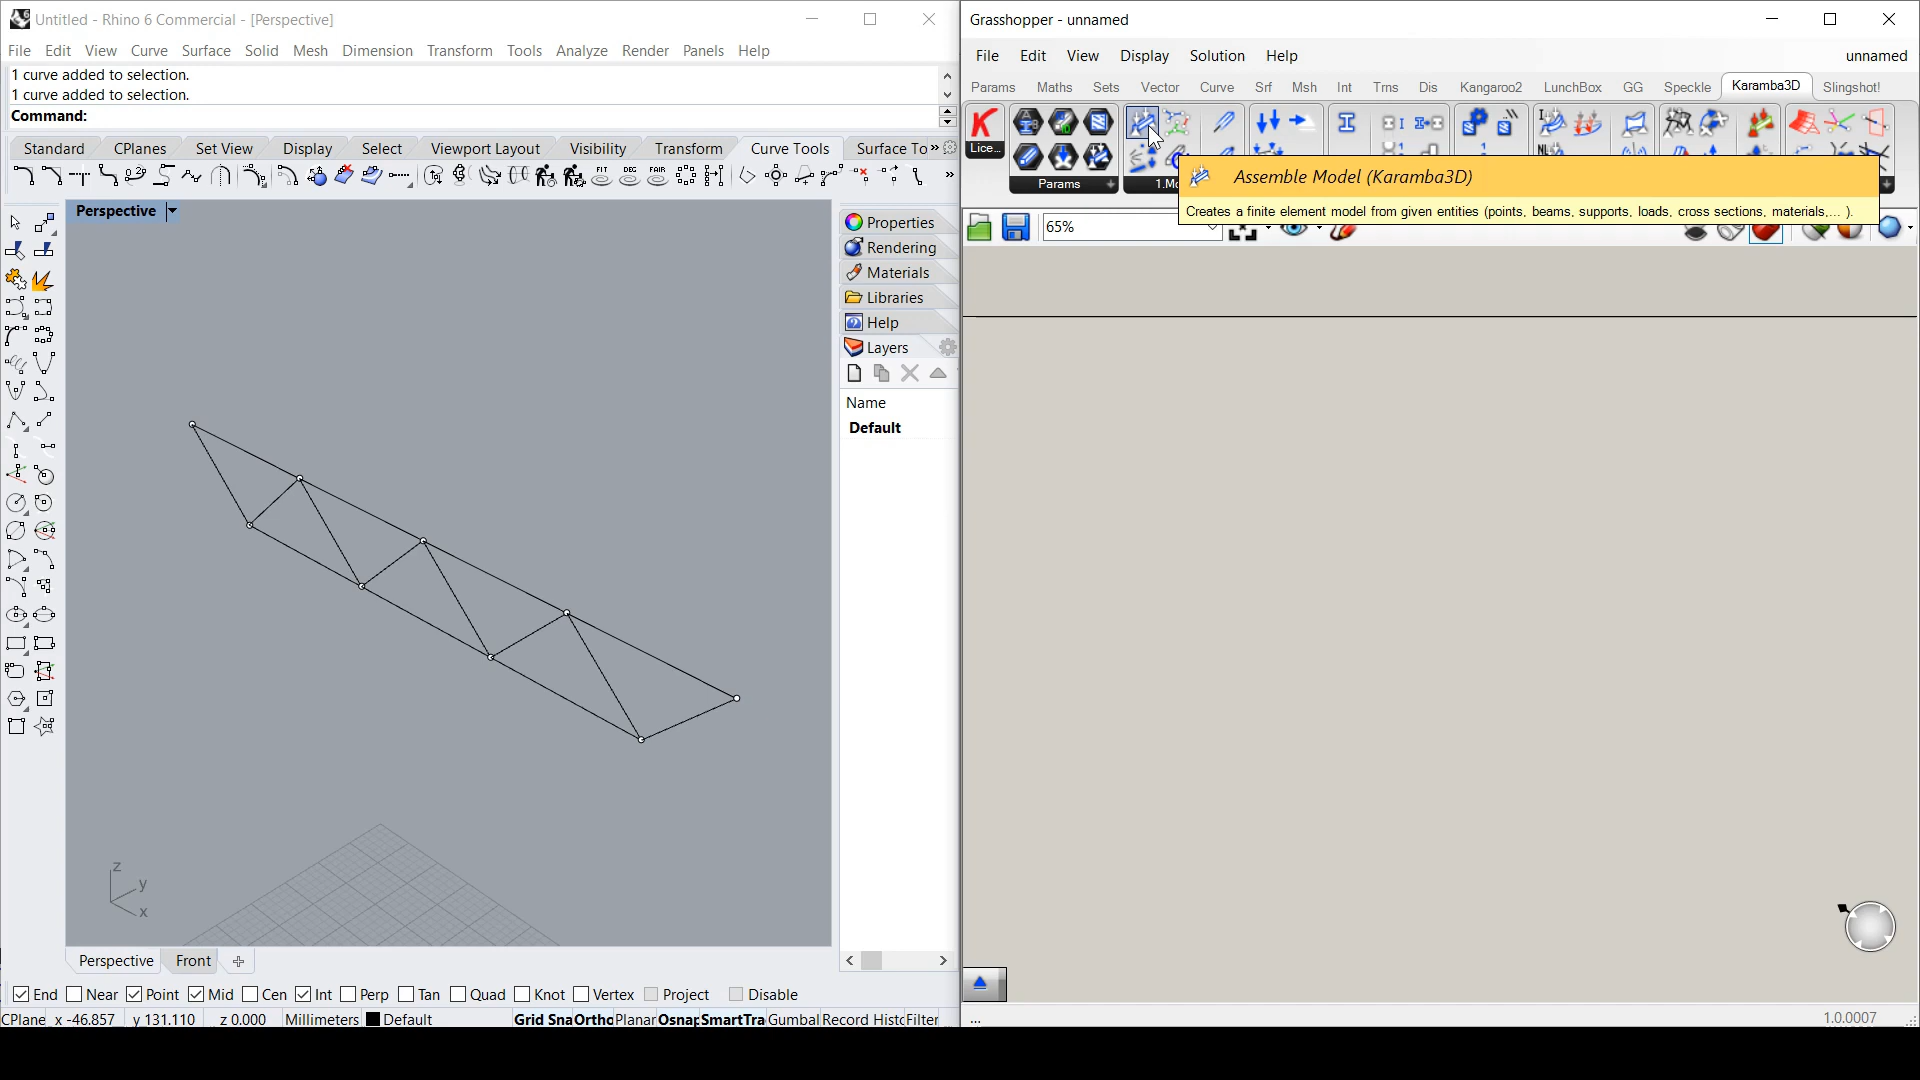 Untitled - Rhino 6 Commercial - [Perspective]
File Edit View Curve Surface Solid Mesh Dimension Transform Tools Analyze Render Panels Help
1 curve added to selection.
1 curve added to selection.
Command:
Standard CPlanes Set View Display Select Viewport Layout Visibility Transform Curve Tools Surface To »
Perspective
Properties
Rendering
Materials
Libraries
Help
Layers
Name
Default
z
y
x
Perspective Front
End Near Point Mid Cen Int Perp Tan Quad Knot Vertex Project Disable
CPlane x -46.857 y 131.110 z 0.000 Millimeters Default Grid Sna Ortho Planar Osnap SmartTra Gumbal Record Histo Filter
Grasshopper - unnamed
File Edit View Display Solution Help unnamed
Params Maths Sets Vector Curve Srf Msh Int Trns Dis Kangaroo2 LunchBox GG Speckle Karamba3D Slingshot!
Lice...
Params 1.Mo
Assemble Model (Karamba3D)
Creates a finite element model from given entities (points, beams, supports, loads, cross sections, materials,... ).
65%
... 1.0.0007